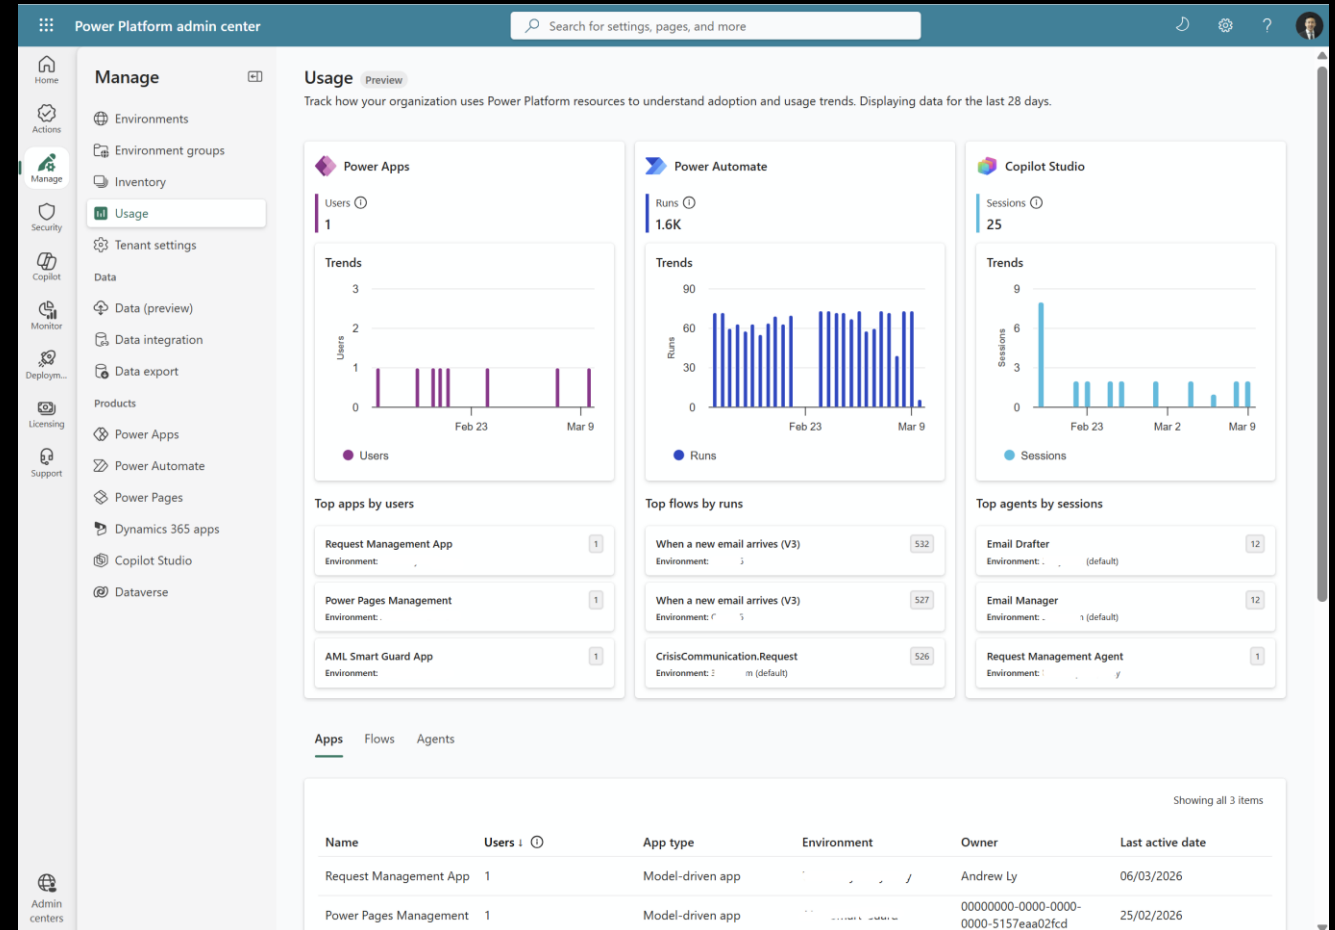 Power Platform admin center
Search for settings, pages, and more
Home
Actions
Manage
Security
Copilot
Monitor
Deploym...
Licensing
Support
Admin
centers
Manage
Environments
Environment groups
Inventory
Usage
Tenant settings
Data
Data (preview)
Data integration
Data export
Products
Power Apps
Power Automate
Power Pages
Dynamics 365 apps
Copilot Studio
Dataverse
Usage Preview
Track how your organization uses Power Platform resources to understand adoption and usage trends. Displaying data for the last 28 days.
Power Apps
Users
1
Trends
3
2
1
0
Users
Feb 23 Mar 9
Users
Top apps by users
Request Management App 1
Environment:
Power Pages Management 1
Environment:
AML Smart Guard App 1
Environment:
Power Automate
Runs
1.6K
Trends
90
60
30
0
Runs
Feb 23 Mar 9
Runs
Top flows by runs
When a new email arrives (V3) 532
Environment:
When a new email arrives (V3) 527
Environment:
CrisisCommunication.Request 526
Environment: (default)
Copilot Studio
Sessions
25
Trends
9
6
3
0
Sessions
Feb 23 Mar 2 Mar 9
Sessions
Top agents by sessions
Email Drafter 12
Environment: (default)
Email Manager 12
Environment: (default)
Request Management Agent 1
Environment:
Apps Flows Agents
Showing all 3 items
Name Users ↓ App type Environment Owner Last active date
Request Management App 1 Model-driven app Andrew Ly 06/03/2026
Power Pages Management 1 Model-driven app 00000000-0000-0000-
0000-5157eaa02fcd 25/02/2026